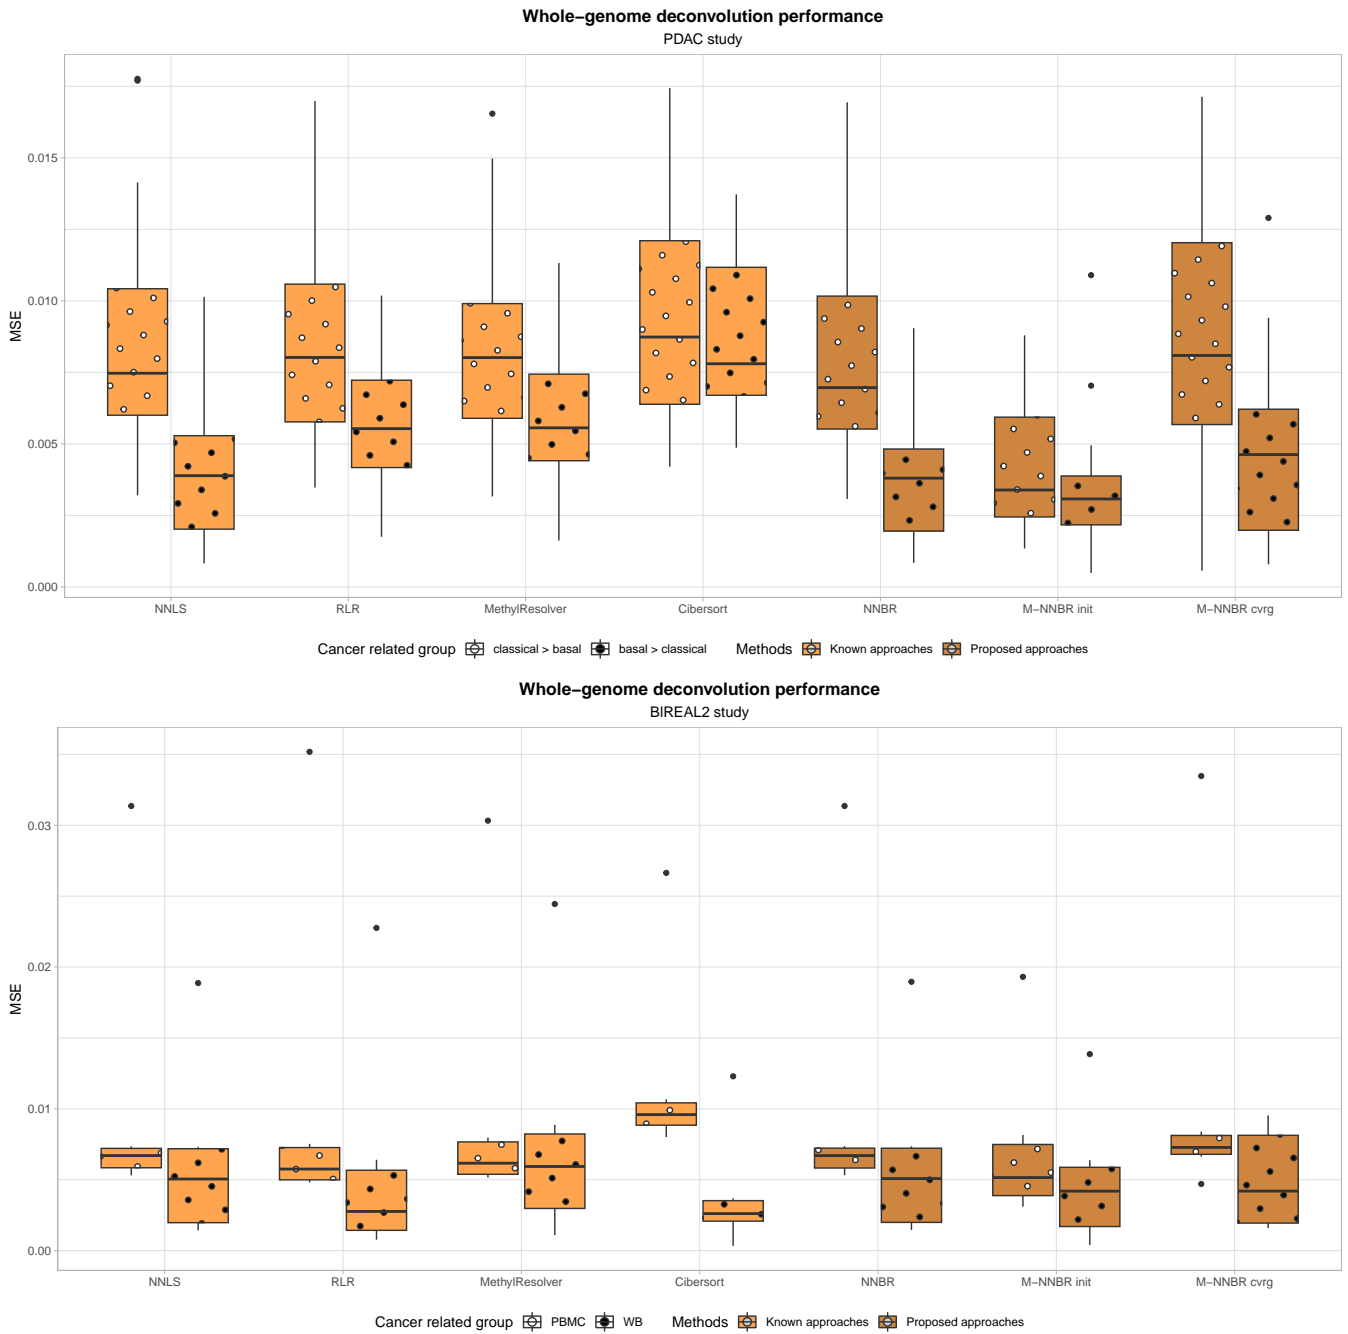 Whole−genome deconvolution performance
PDAC study
MSE
0.015
0.010
0.005
0.000
NNLS RLR MethylResolver Cibersort NNBR M−NNBR init M−NNBR cvrg
Cancer related group classical > basal basal > classical Methods Known approaches Proposed approaches
Whole−genome deconvolution performance
BIREAL2 study
MSE
0.03
0.02
0.01
0.00
NNLS RLR MethylResolver Cibersort NNBR M−NNBR init M−NNBR cvrg
Cancer related group PBMC WB Methods Known approaches Proposed approaches